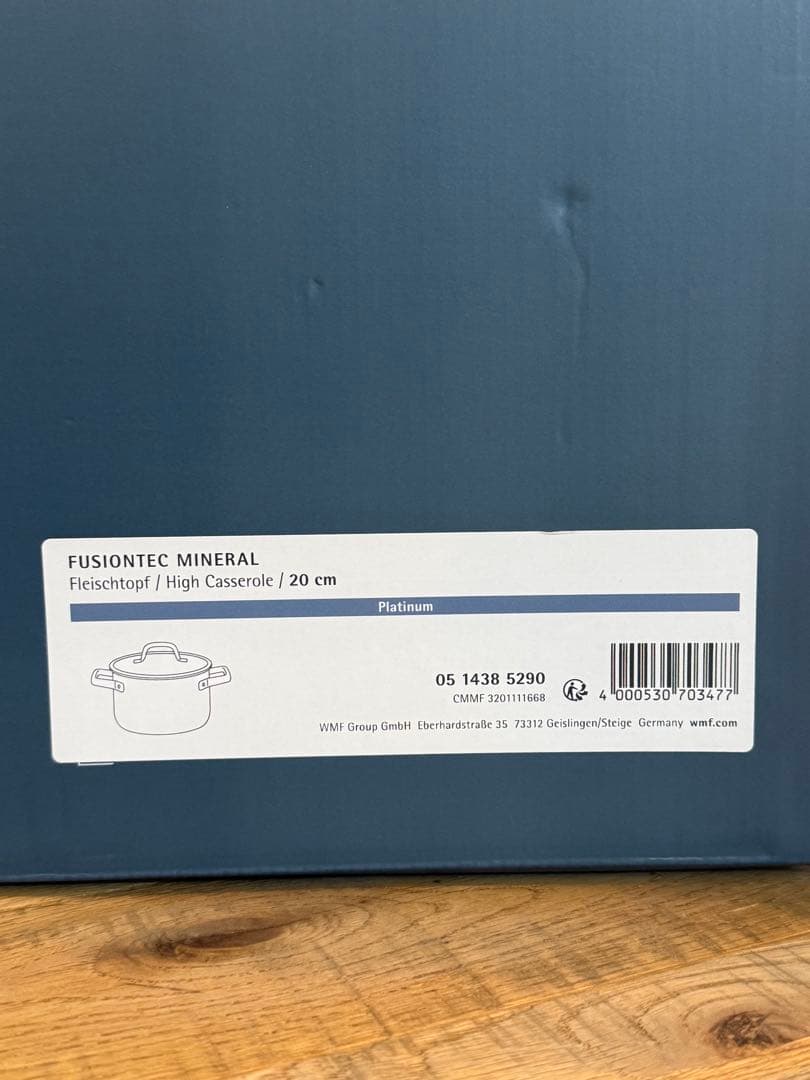 FUSIONTEC MINERAL
Fleischtopf / High Casserole / 20 cm
Platinum
05 1438 5290
CMMF 3201111668
4 000530 703477
WMF Group GmbH Eberhardstraße 35 73312 Geislingen/Steige Germany wmf.com